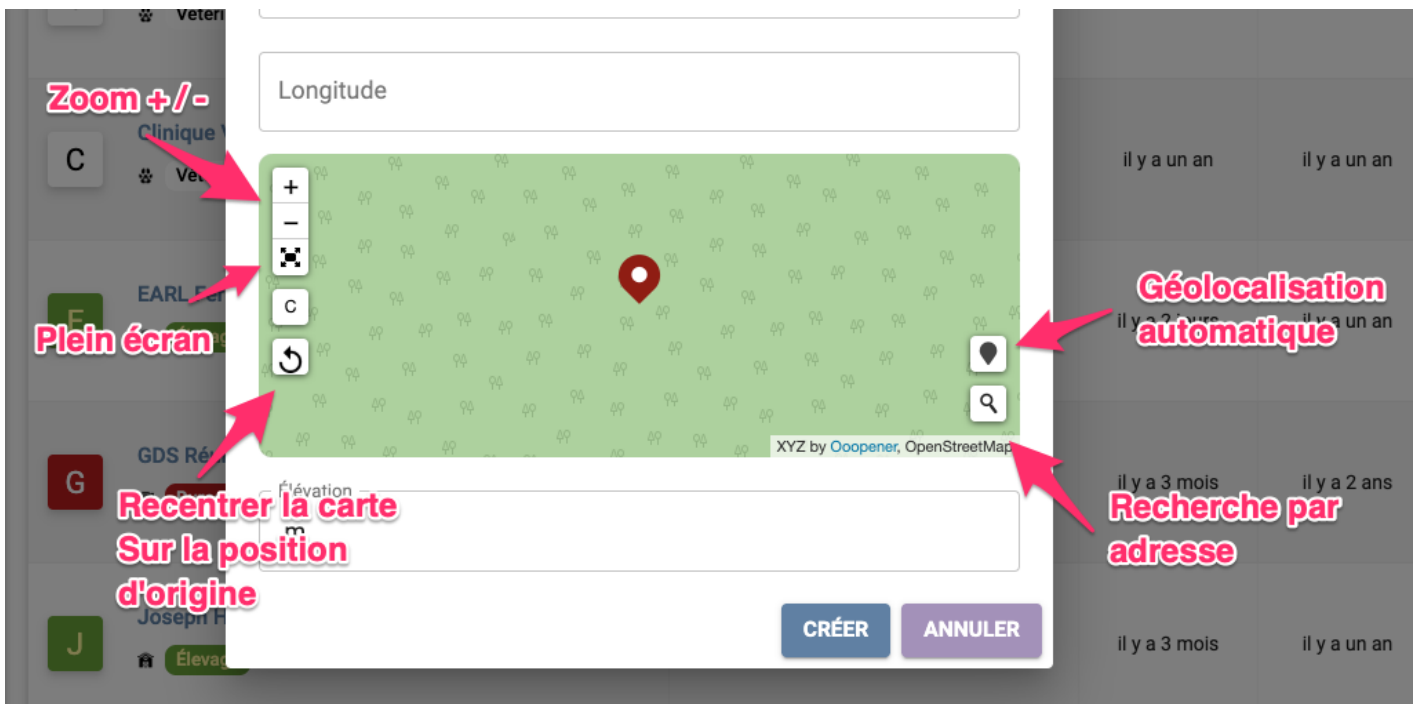 Longitude
Zoom +/-
C
Clinique
il y a un an
il y a un an
+
−
C
EARL
Géolocalisation
automatique
il y a un an
E
Plein écran
XYZ by Ooopener, OpenStreetMap
GDS
G
Élévation
m
il y a 3 mois
il y a 2 ans
Recentrer la carte
Sur la position
d'origine
Recherche par
adresse
CRÉER
ANNULER
Joseph H
J
Élevag
il y a 3 mois
il y a un an